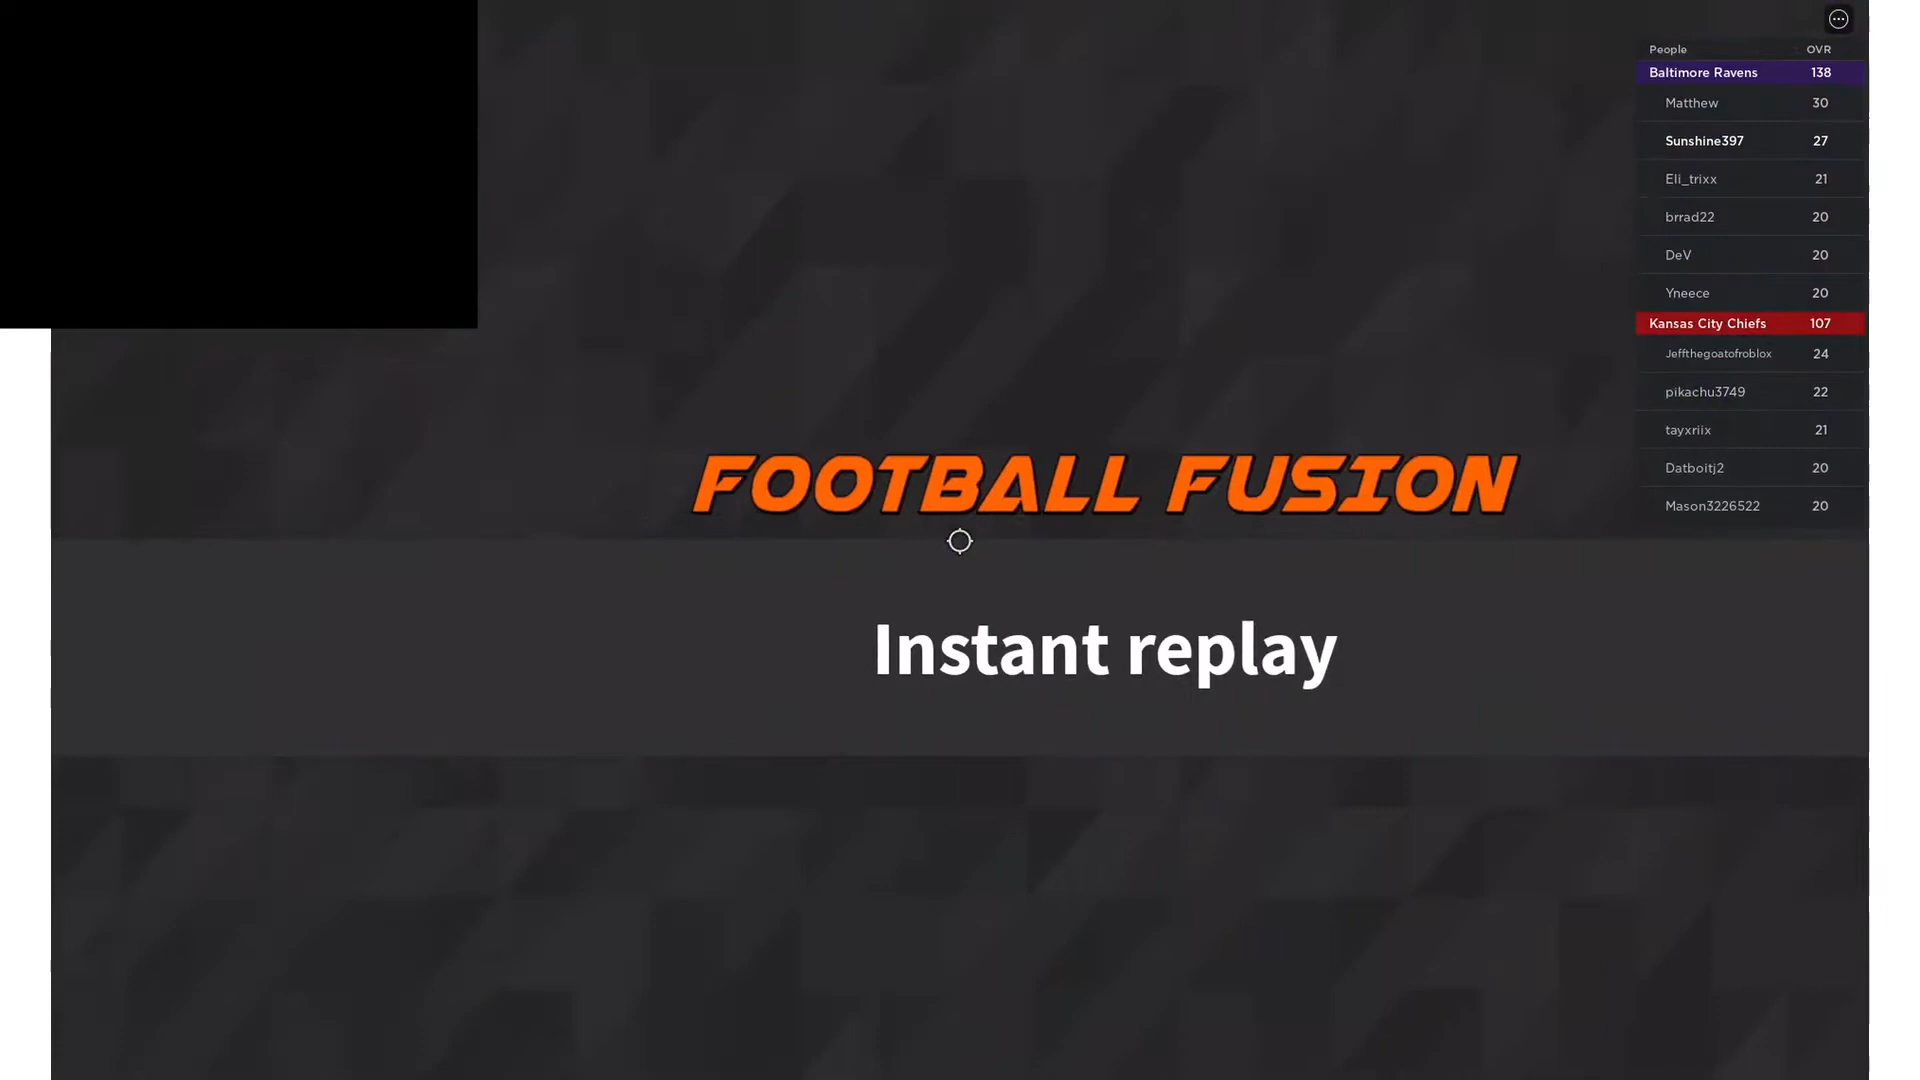 People OVR
Baltimore Ravens 138
Matthew 30
Sunshine397 27
Eli_trixx 21
brrad22 20
DeV 20
Yneece 20
Kansas City Chiefs 107
Jeffthegoatofroblox 24
pikachu3749 22
tayxriix 21
Datboitj2 20
Mason3226522 20
FOOTBALL FUSION
Instant replay